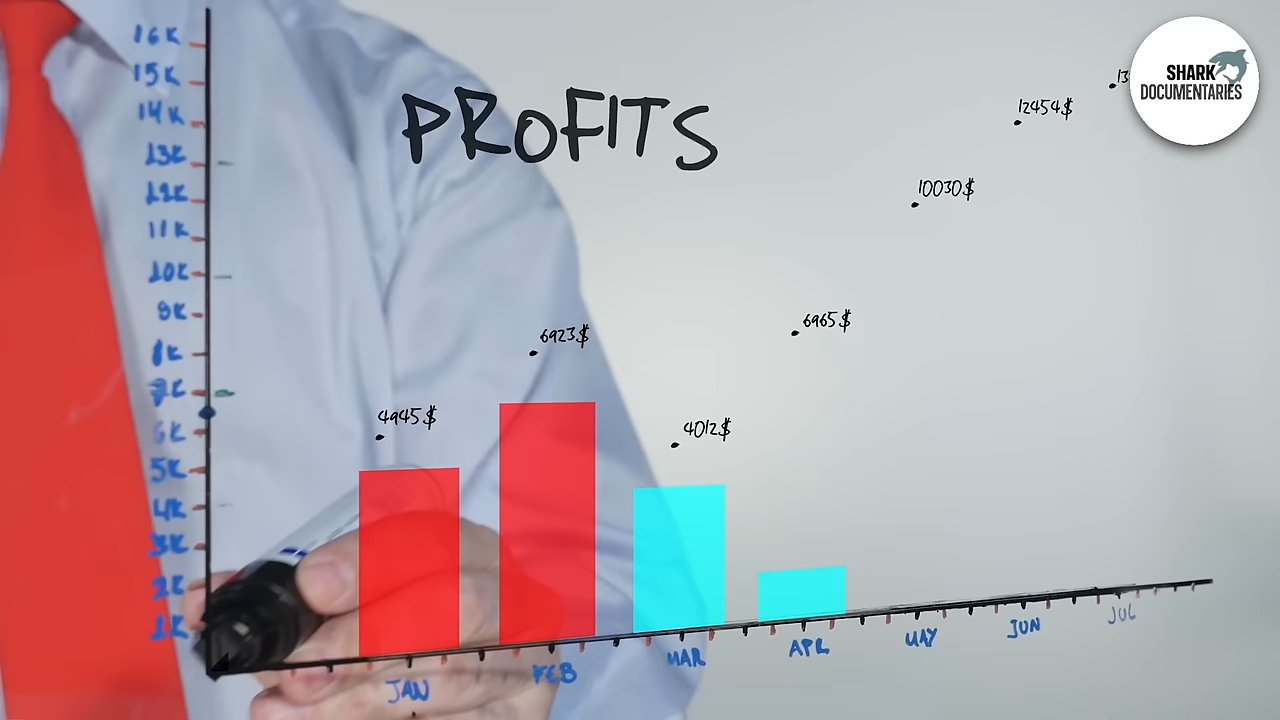 PROFITS
SHARK
DOCUMENTARIES
16K
15K
14K
13K
12K
11K
10K
9K
8K
7K
6K
5K
4K
3K
2K
1K
4945$
6923$
4012$
6965$
10030$
12454$
JAN
FEB
MAR
APR
MAY
JUN
JUL